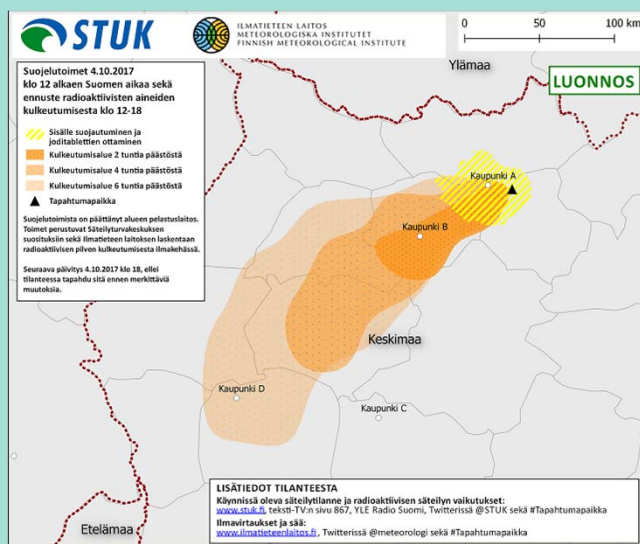 STUK
ILMATIETEEN LAITOS
METEOROLOGISKA INSTITUTET
FINNISH METEOROLOGICAL INSTITUTE
0 50 100 km
Ylämaa
LUONNOS
Suojelutoimet 4.10.2017
klo 12 alkaen Suomen aikaa sekä
ennuste radioaktiivisten aineiden
kulkeutumisesta klo 12-18
Sisälle suojautuminen ja
joditablettien ottaminen
Kulkeutumisalue 2 tuntia päästöstä
Kulkeutumisalue 4 tuntia päästöstä
Kulkeutumisalue 6 tuntia päästöstä
Tapahtumapaikka
Suojelutoimista on päättänyt alueen pelastuslaitos.
Toimet perustuvat Säteilyturvakeskuksen
suosituksiin sekä Ilmatieteen laitoksen laskentaan
radioaktiivisen pilven kulkeutumisesta ilmakehässä.
Seuraava päivitys 4.10.2017 klo 18, ellei
tilanteessa tapahdu sitä ennen merkittäviä
muutoksia.
Kaupunki A
Kaupunki B
Keskimaa
Kaupunki D
Kaupunki C
Etelämaa
LISÄTIEDOT TILANTEESTA
Käynnissä oleva säteilytilanne ja radioaktiivisen säteilyn vaikutukset:
www.stuk.fi, teksti-TV:n sivu 867, YLE Radio Suomi, Twitterissä @STUK sekä #Tapahtumapaikka
Ilmavirtaukset ja sää:
www.ilmatieteenlaitos.fi, Twitterissä @meteorologi sekä #Tapahtumapaikka